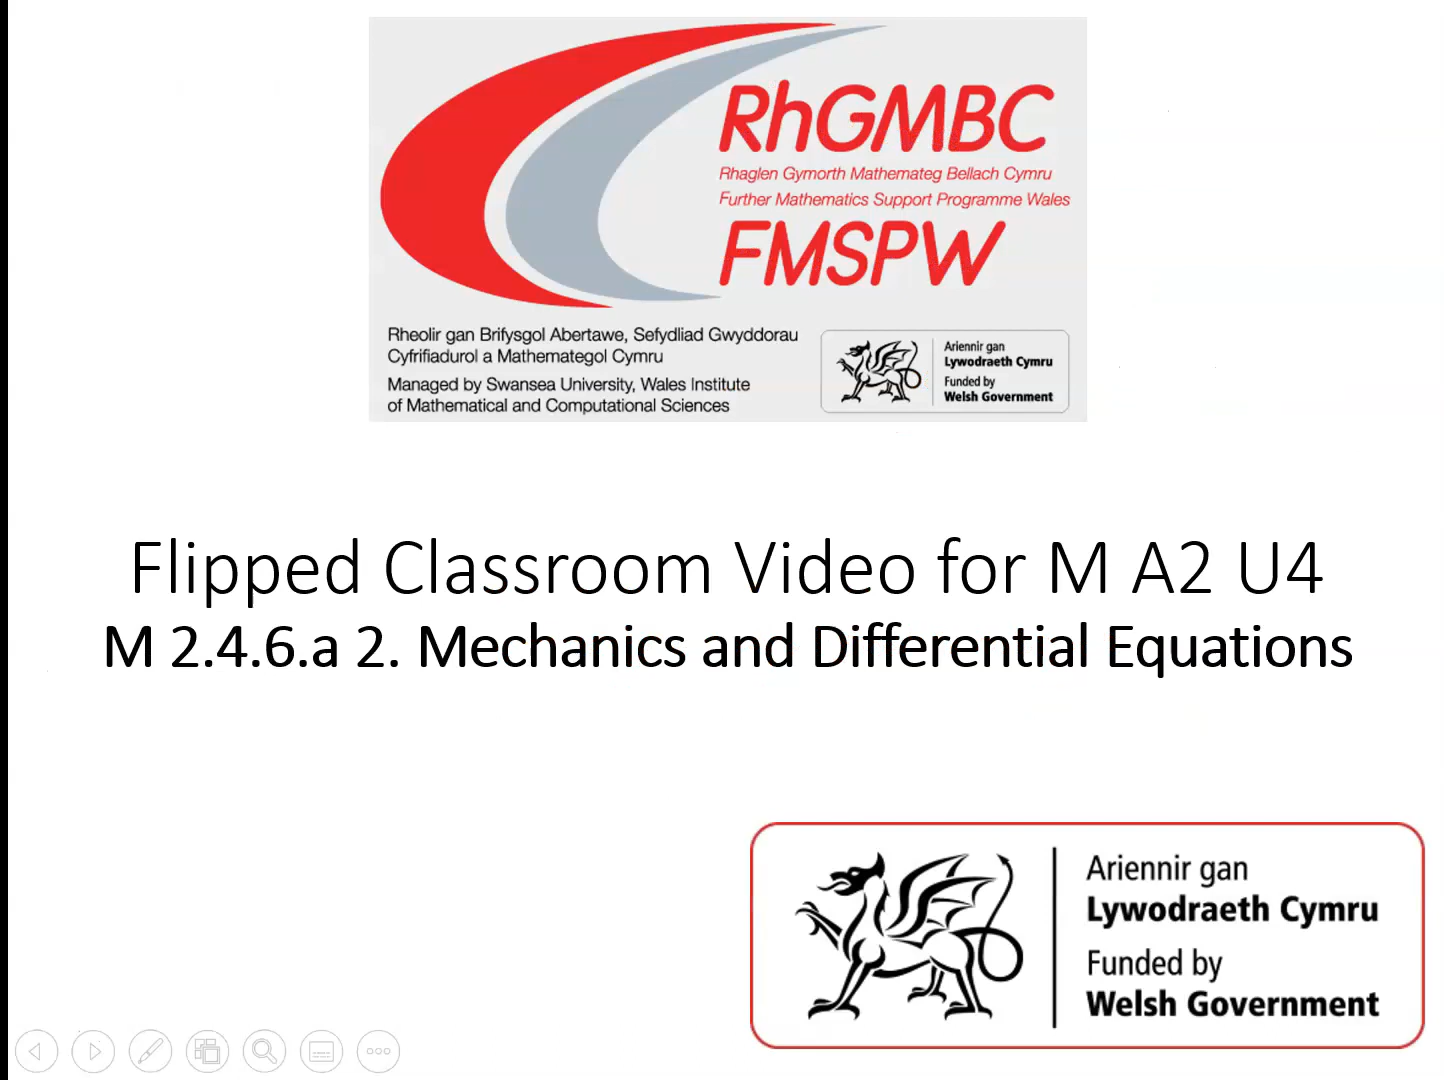 RhGMBC
Rhaglen Gymorth Mathemateg Bellach Cymru
Further Mathematics Support Programme Wales
FMSPW
Rheolir gan Brifysgol Abertawe, Sefydliad Gwyddorau
Cyfrifiadurol a Mathemategol Cymru
Managed by Swansea University, Wales Institute
of Mathematical and Computational Sciences
Ariennir gan
Lywodraeth Cymru
Funded by
Welsh Government
Flipped Classroom Video for M A2 U4
M 2.4.6.a 2. Mechanics and Differential Equations
Ariennir gan
Lywodraeth Cymru
Funded by
Welsh Government